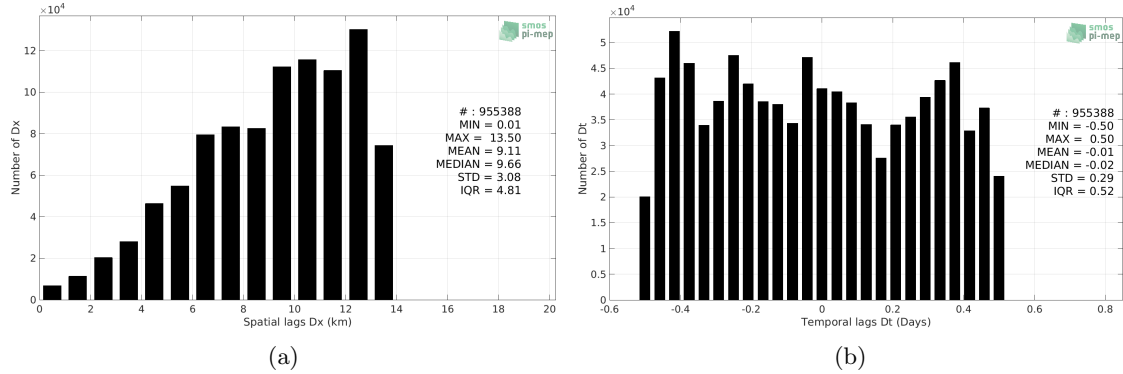 ×10⁴
smos
pi-mep
12
10
8
6
4
2
0
Number of Dx
# : 955388
MIN = 0.01
MAX =  13.50
MEAN = 9.11
MEDIAN = 9.66
STD = 3.08
IQR = 4.81
0 2 4 6 8 10 12 14 16 18 20
Spatial lags Dx (km)
(a)
×10⁴
smos
pi-mep
5
4.5
4
3.5
3
2.5
2
1.5
1
0.5
0
Number of Dt
# : 955388
MIN = -0.50
MAX =  0.50
MEAN = -0.01
MEDIAN = -0.02
STD = 0.29
IQR = 0.52
-0.6 -0.4 -0.2 0 0.2 0.4 0.6 0.8
Temporal lags Dt (Days)
(b)